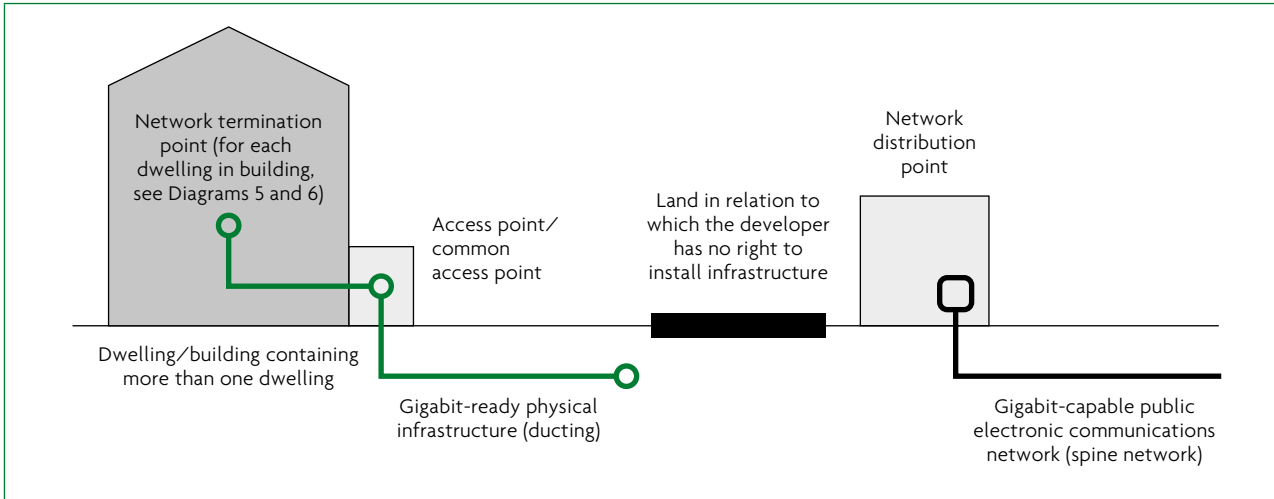 Network termination
point (for each
dwelling in building,
see Diagrams 5 and 6)
Access point/
common
access point
Land in relation to
which the developer
has no right to
install infrastructure
Network
distribution
point
Dwelling/building containing
more than one dwelling
Gigabit-ready physical
infrastructure (ducting)
Gigabit-capable public
electronic communications
network (spine network)